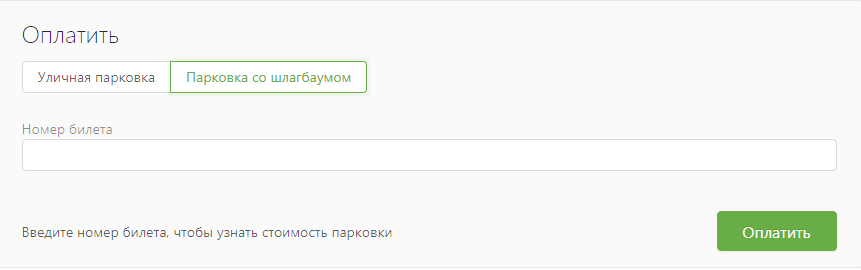 Оплатить
Уличная парковка
Парковка со шлагбаумом
Номер билета
Введите номер билета, чтобы узнать стоимость парковки
Оплатить